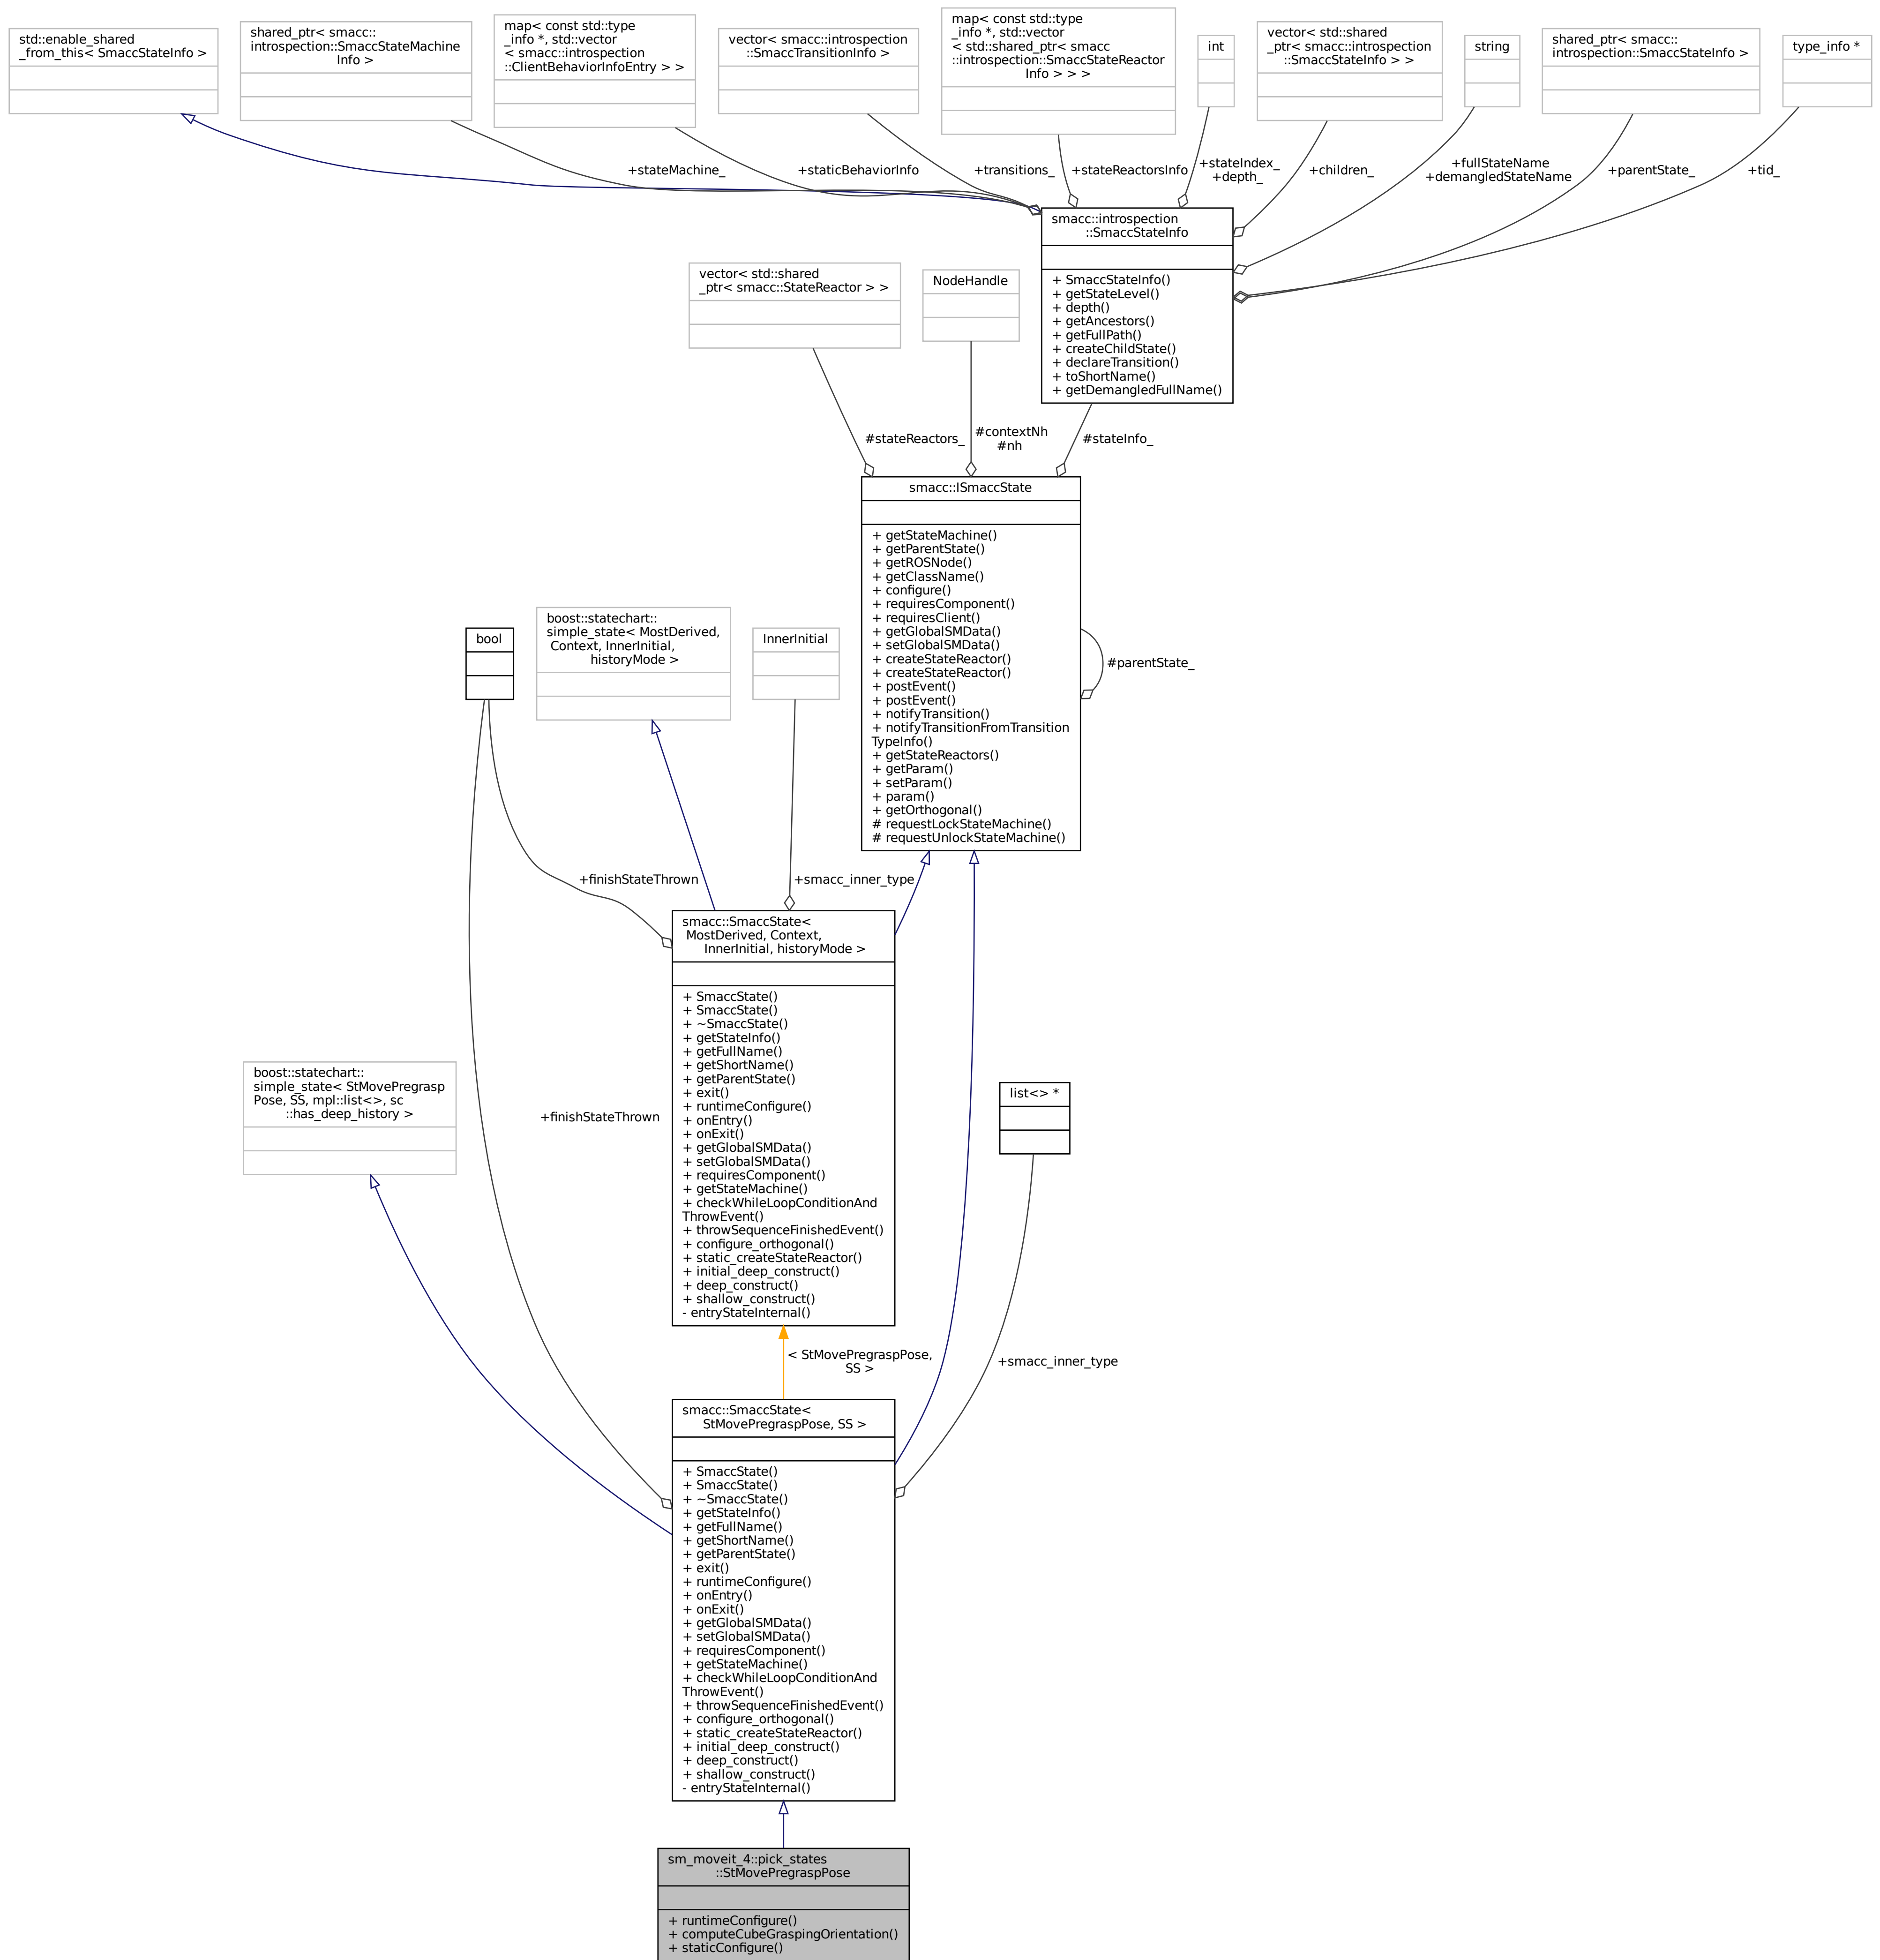 std::enable_shared
_from_this< SmaccStateInfo >
shared_ptr< smacc::
introspection::SmaccStateMachine
Info >
map< const std::type
_info *, std::vector
< smacc::introspection
::ClientBehaviorInfoEntry > >
vector< smacc::introspection
::SmaccTransitionInfo >
map< const std::type
_info *, std::vector
< std::shared_ptr< smacc
::introspection::SmaccStateReactor
Info > > >
int
vector< std::shared
_ptr< smacc::introspection
::SmaccStateInfo > >
string
shared_ptr< smacc::
introspection::SmaccStateInfo >
type_info *
+stateMachine_
+staticBehaviorInfo
+transitions_
+stateReactorsInfo
+stateIndex_
+depth_
+children_
+fullStateName
+demangledStateName
+parentState_
+tid_
smacc::introspection
::SmaccStateInfo
+ SmaccStateInfo()
+ getStateLevel()
+ depth()
+ getAncestors()
+ getFullPath()
+ createChildState()
+ declareTransition()
+ toShortName()
+ getDemangledFullName()
vector< std::shared
_ptr< smacc::StateReactor > >
NodeHandle
#stateReactors_
#contextNh
#nh
#stateInfo_
smacc::ISmaccState
+ getStateMachine()
+ getParentState()
+ getROSNode()
+ getClassName()
+ configure()
+ requiresComponent()
+ requiresClient()
+ getGlobalSMData()
+ setGlobalSMData()
+ createStateReactor()
+ createStateReactor()
+ postEvent()
+ postEvent()
+ notifyTransition()
+ notifyTransitionFromTransition
TypeInfo()
+ getStateReactors()
+ getParam()
+ setParam()
+ param()
+ getOrthogonal()
# requestLockStateMachine()
# requestUnlockStateMachine()
#parentState_
bool
boost::statechart::
simple_state< MostDerived,
Context, InnerInitial,
historyMode >
InnerInitial
+finishStateThrown
+smacc_inner_type
smacc::SmaccState<
MostDerived, Context,
InnerInitial, historyMode >
+ SmaccState()
+ SmaccState()
+ ~SmaccState()
+ getStateInfo()
+ getFullName()
+ getShortName()
+ getParentState()
+ exit()
+ runtimeConfigure()
+ onEntry()
+ onExit()
+ getGlobalSMData()
+ setGlobalSMData()
+ requiresComponent()
+ getStateMachine()
+ checkWhileLoopConditionAnd
ThrowEvent()
+ throwSequenceFinishedEvent()
+ configure_orthogonal()
+ static_createStateReactor()
+ initial_deep_construct()
+ deep_construct()
+ shallow_construct()
- entryStateInternal()
boost::statechart::
simple_state< StMovePregrasp
Pose, SS, mpl::list<>, sc
::has_deep_history >
+finishStateThrown
list<> *
< StMovePregraspPose,
SS >
+smacc_inner_type
smacc::SmaccState<
StMovePregraspPose, SS >
+ SmaccState()
+ SmaccState()
+ ~SmaccState()
+ getStateInfo()
+ getFullName()
+ getShortName()
+ getParentState()
+ exit()
+ runtimeConfigure()
+ onEntry()
+ onExit()
+ getGlobalSMData()
+ setGlobalSMData()
+ requiresComponent()
+ getStateMachine()
+ checkWhileLoopConditionAnd
ThrowEvent()
+ throwSequenceFinishedEvent()
+ configure_orthogonal()
+ static_createStateReactor()
+ initial_deep_construct()
+ deep_construct()
+ shallow_construct()
- entryStateInternal()
sm_moveit_4::pick_states
::StMovePregraspPose
+ runtimeConfigure()
+ computeCubeGraspingOrientation()
+ staticConfigure()